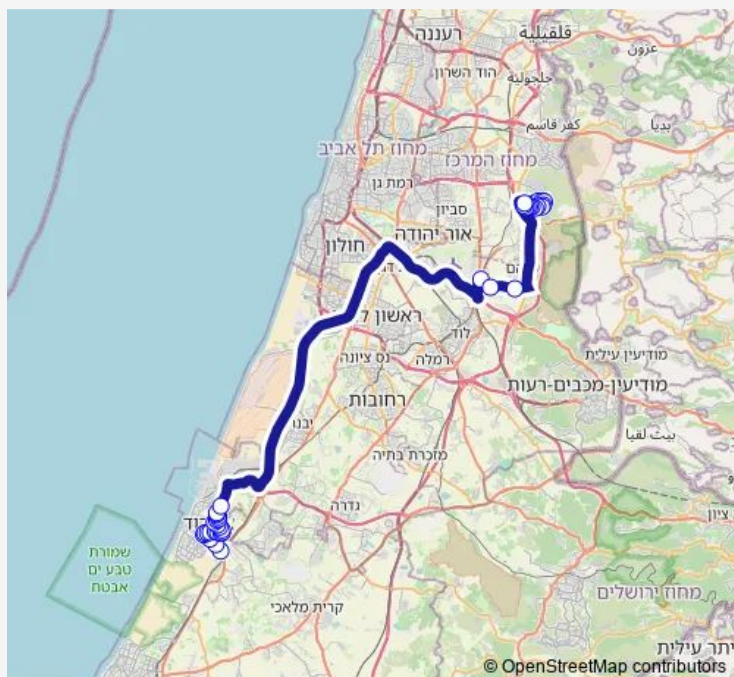 קלקיליה
רעננה
עזון
הוד השרון
ג'לג'וליה
כפר קאסם
בדיא
מחוז תל אביב
מחוז המרכז
רמת גן
סביון
אור יהודה
חולון
ראשון ל
לוד
נס ציונה
רמלה
מודיעין עילית
מודיעין-מכבים-רעות
רחובות
בית לקיא
יבנה
מזכרת בתיה
גדרה
ציון
שמורת
טבע ים
אבטח
קרית מלאכי
מחוז ירושלים
יתר עילית
© OpenStreetMap contributors